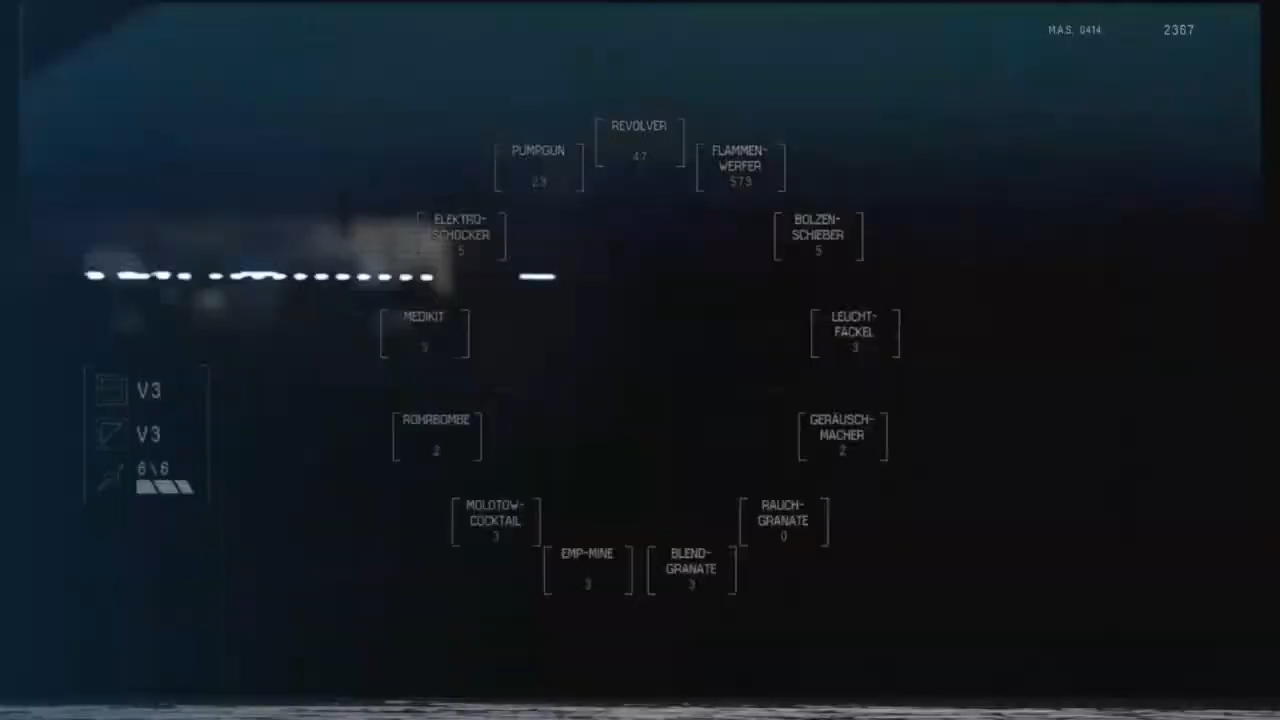 M.A.S. 0414 2367
REVOLVER
47
PUMPGUN
29
FLAMMEN-
WERFER
573
ELEKTRO-
SCHOCKER
5
BOLZEN-
SCHIEBER
5
MEDIKIT
LEUCHT-
FACKEL
3
V3
V3
6\6
ROHRBOMBE
2
GERÄUSCH-
MACHER
2
MOLOTOW-
COCKTAIL
3
RAUCH-
GRANATE
0
EMP-MINE
3
BLEND-
GRANATE
3